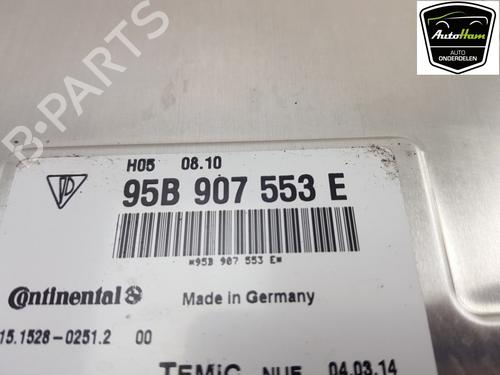 AutoHam
AUTO
ONDERDELEN
B-PARTS
H05 08.10
95B 907 553 E
*95B 907 553 E*
Continental
Made in Germany
15.1528-0251.2 00
TEMIC NUE 04.03.14